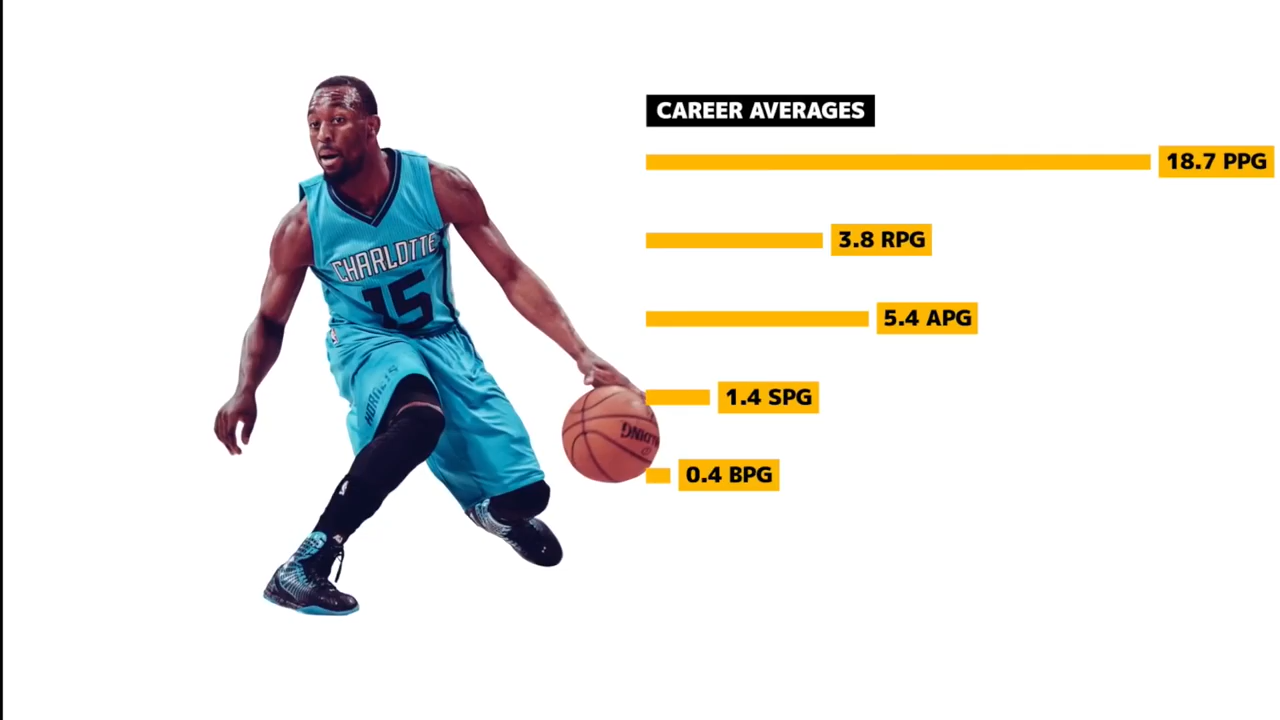 CAREER AVERAGES
18.7 PPG
3.8 RPG
5.4 APG
1.4 SPG
0.4 BPG
CHARLOTTE
15
HORNETS